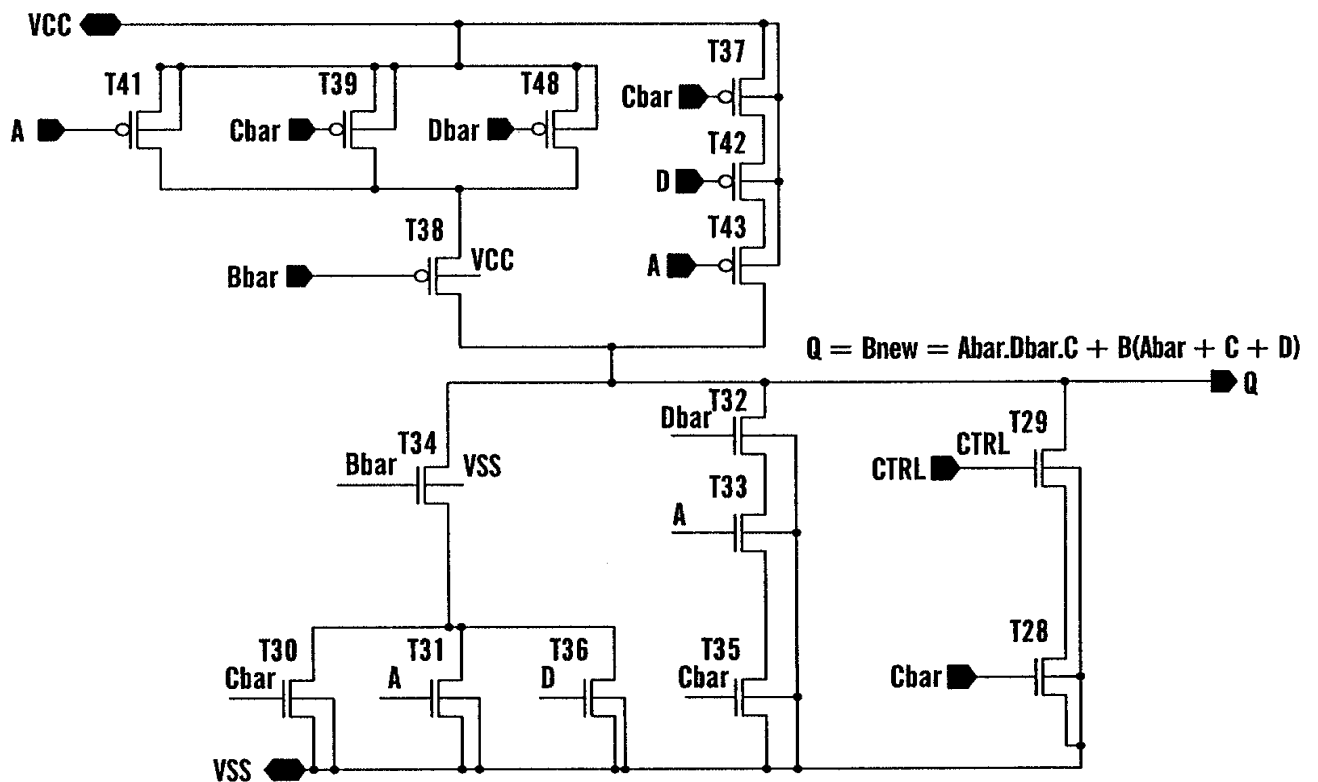 VCC
T41
T39
T48
T37
A
Cbar
Dbar
Cbar
T42
D
T38
T43
VCC
Bbar
A
Q = Bnew = Abar.Dbar.C + B(Abar + C + D)
Q
T32
Dbar
T29
T34
CTRL
Bbar
VSS
CTRL
T33
A
T30
T31
T36
T35
T28
Cbar
A
D
Cbar
Cbar
VSS